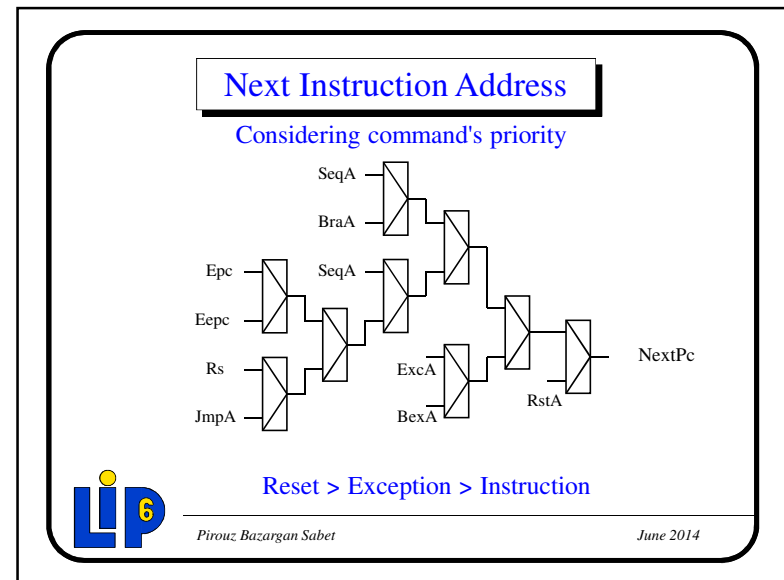 Next Instruction Address
Considering command's priority
SeqA
BraA
Epc
SeqA
Eepc
Rs
ExcA
NextPc
RstA
JmpA
BexA
Reset > Exception > Instruction
LIP6
Pirouz Bazargan Sabet
June 2014